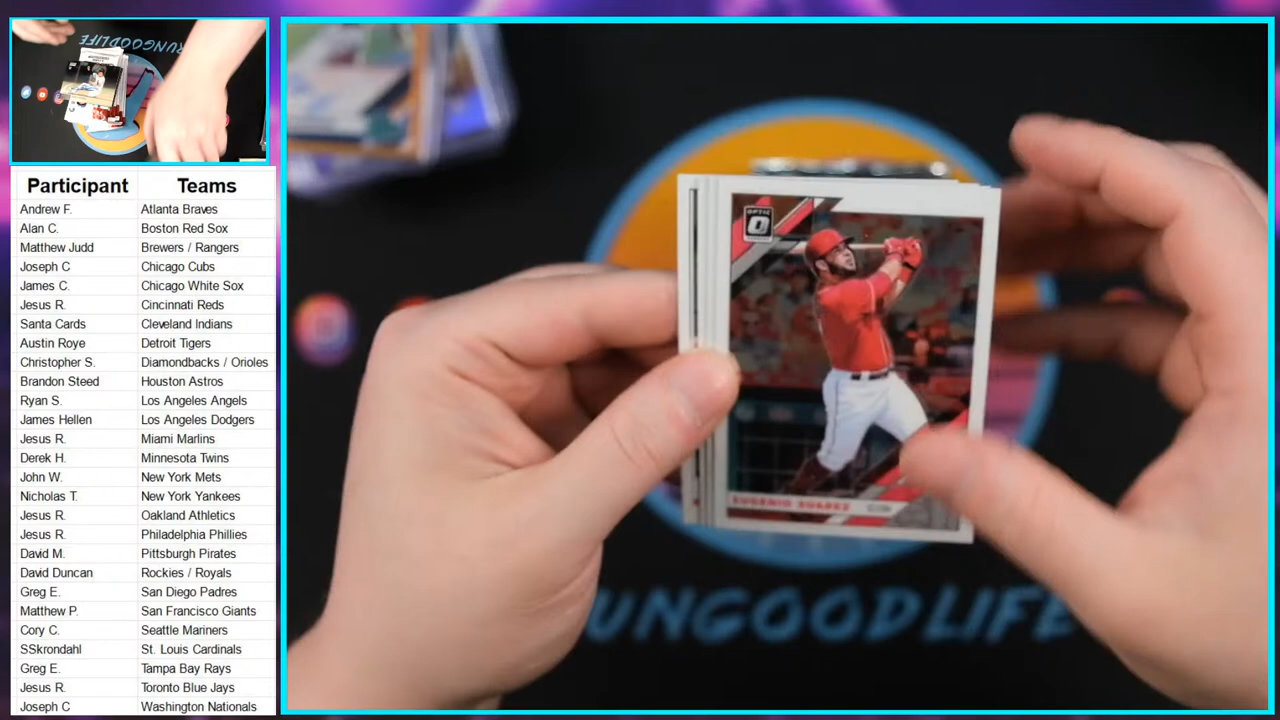 RUNGOODLIFE
Participant Teams
Andrew F. Atlanta Braves
Alan C. Boston Red Sox
Matthew Judd Brewers / Rangers
Joseph C Chicago Cubs
James C. Chicago White Sox
Jesus R. Cincinnati Reds
Santa Cards Cleveland Indians
Austin Roye Detroit Tigers
Christopher S. Diamondbacks / Orioles
Brandon Steed Houston Astros
Ryan S. Los Angeles Angels
James Hellen Los Angeles Dodgers
Jesus R. Miami Marlins
Derek H. Minnesota Twins
John W. New York Mets
Nicholas T. New York Yankees
Jesus R. Oakland Athletics
Jesus R. Philadelphia Phillies
David M. Pittsburgh Pirates
David Duncan Rockies / Royals
Greg E. San Diego Padres
Matthew P. San Francisco Giants
Cory C. Seattle Mariners
SSkrondahl St. Louis Cardinals
Greg E. Tampa Bay Rays
Jesus R. Toronto Blue Jays
Joseph C Washington Nationals
OPTIC
EUGENIO SUAREZ
UNGOODLIFE